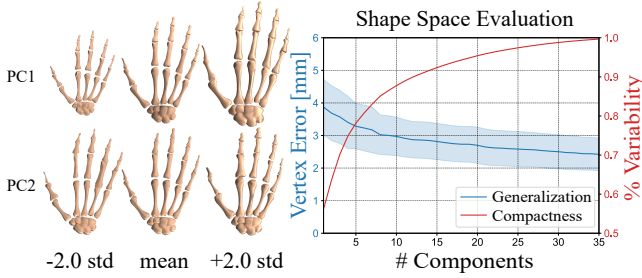 PC1
PC2
-2.0 std mean +2.0 std
Shape Space Evaluation
Vertex Error [mm]
6
5
4
3
2
1
0
5 10 15 20 25 30 35
# Components
1.0
0.9
0.8
0.7
0.6
0.5
% Variability
Generalization
Compactness